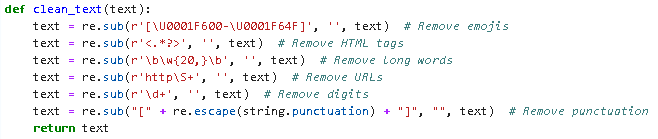 def clean_text(text):
    text = re.sub(r'[\U0001F600-\U0001F64F]', '', text)  # Remove emojis
    text = re.sub(r'<.*?>', '', text)  # Remove HTML tags
    text = re.sub(r'\b\w{20,}\b', '', text)  # Remove long words
    text = re.sub(r'http\S+', '', text)  # Remove URLs
    text = re.sub(r'\d+', '', text)  # Remove digits
    text = re.sub("[" + re.escape(string.punctuation) + "]", "", text)  # Remove punctuation
    return text